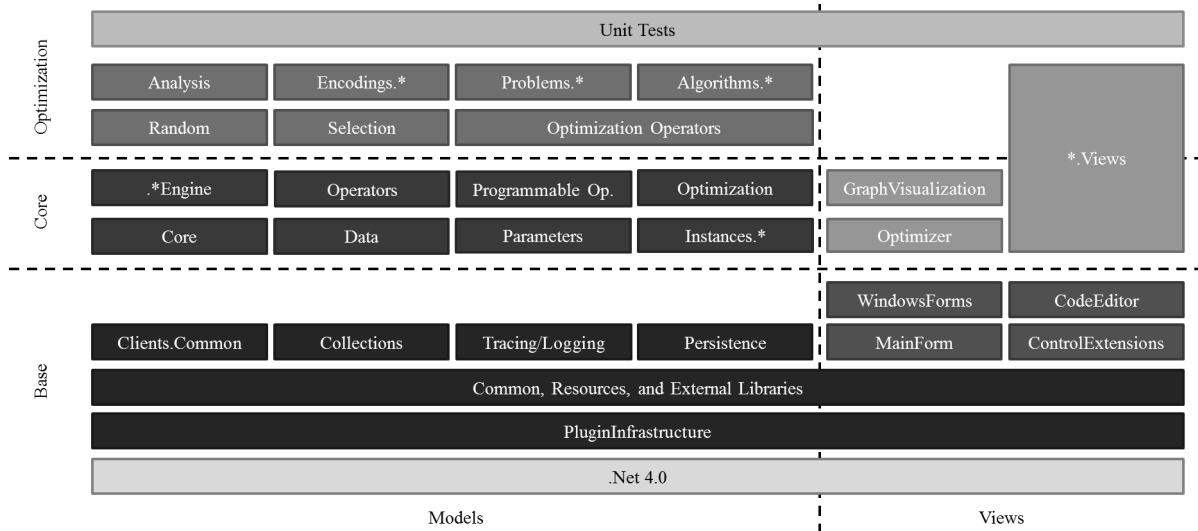 Unit Tests
Optimization
Analysis
Encodings.*
Problems.*
Algorithms.*
Random
Selection
Optimization Operators
*.Views
Core
.*Engine
Operators
Programmable Op.
Optimization
GraphVisualization
Core
Data
Parameters
Instances.*
Optimizer
Base
WindowsForms
CodeEditor
Clients.Common
Collections
Tracing/Logging
Persistence
MainForm
ControlExtensions
Common, Resources, and External Libraries
PluginInfrastructure
.Net 4.0
Models
Views